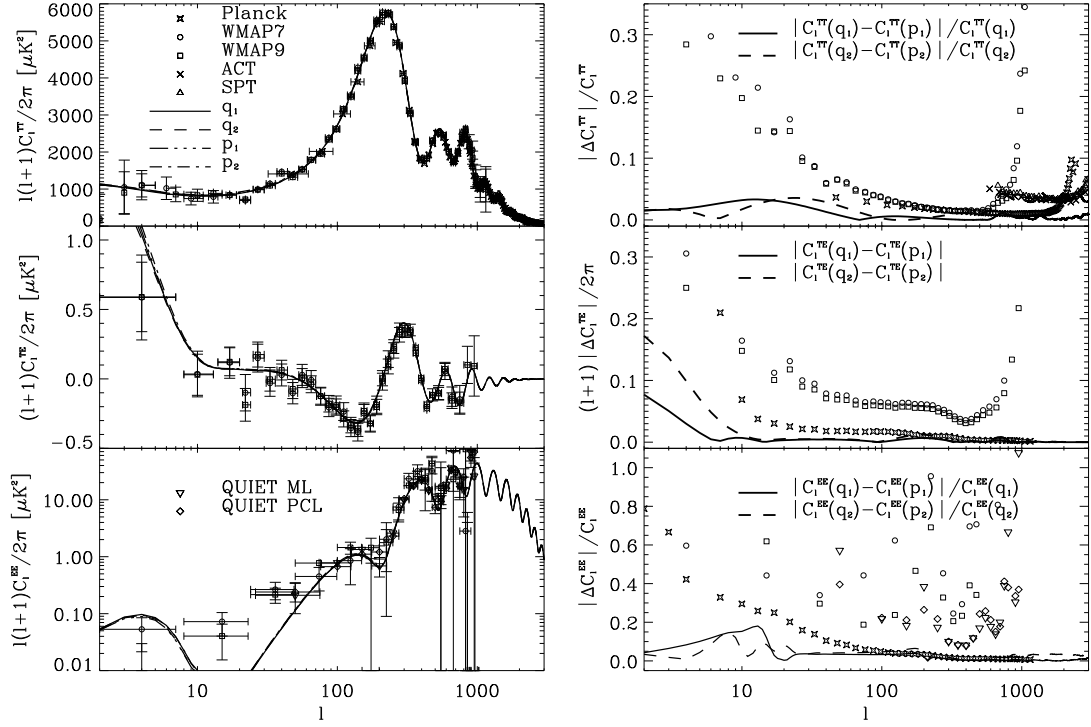 Planck
WMAP7
WMAP9
ACT
SPT
q₁
q₂
p₁
p₂
l(l+1)C_l^TT/2π [μK²]
6000
5000
4000
3000
2000
1000
0
(l+1)C_l^TE/2π [μK²]
1.0
0.5
0.0
−0.5
QUIET ML
QUIET PCL
l(l+1)C_l^EE/2π [μK²]
10.00
1.00
0.10
0.01
10 100 1000
l
|C_l^TT(q₁)−C_l^TT(p₁)|/C_l^TT(q₁)
|C_l^TT(q₂)−C_l^TT(p₂)|/C_l^TT(q₂)
|ΔC_l^TT|/C_l^TT
0.3
0.2
0.1
0.0
|C_l^TE(q₁)−C_l^TE(p₁)|
|C_l^TE(q₂)−C_l^TE(p₂)|
(l+1)|ΔC_l^TE|/2π
0.3
0.2
0.1
0.0
|C_l^EE(q₁)−C_l^EE(p₁)|/C_l^EE(q₁)
|C_l^EE(q₂)−C_l^EE(p₂)|/C_l^EE(q₂)
|ΔC_l^EE|/C_l^EE
1.0
0.8
0.6
0.4
0.2
0.0
10 100 1000
l